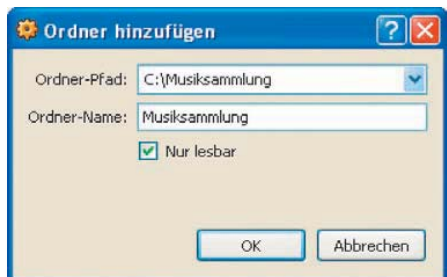 Ordner hinzufügen
Ordner-Pfad: C:\Musiksammlung
Ordner-Name: Musiksammlung
Nur lesbar
OK Abbrechen